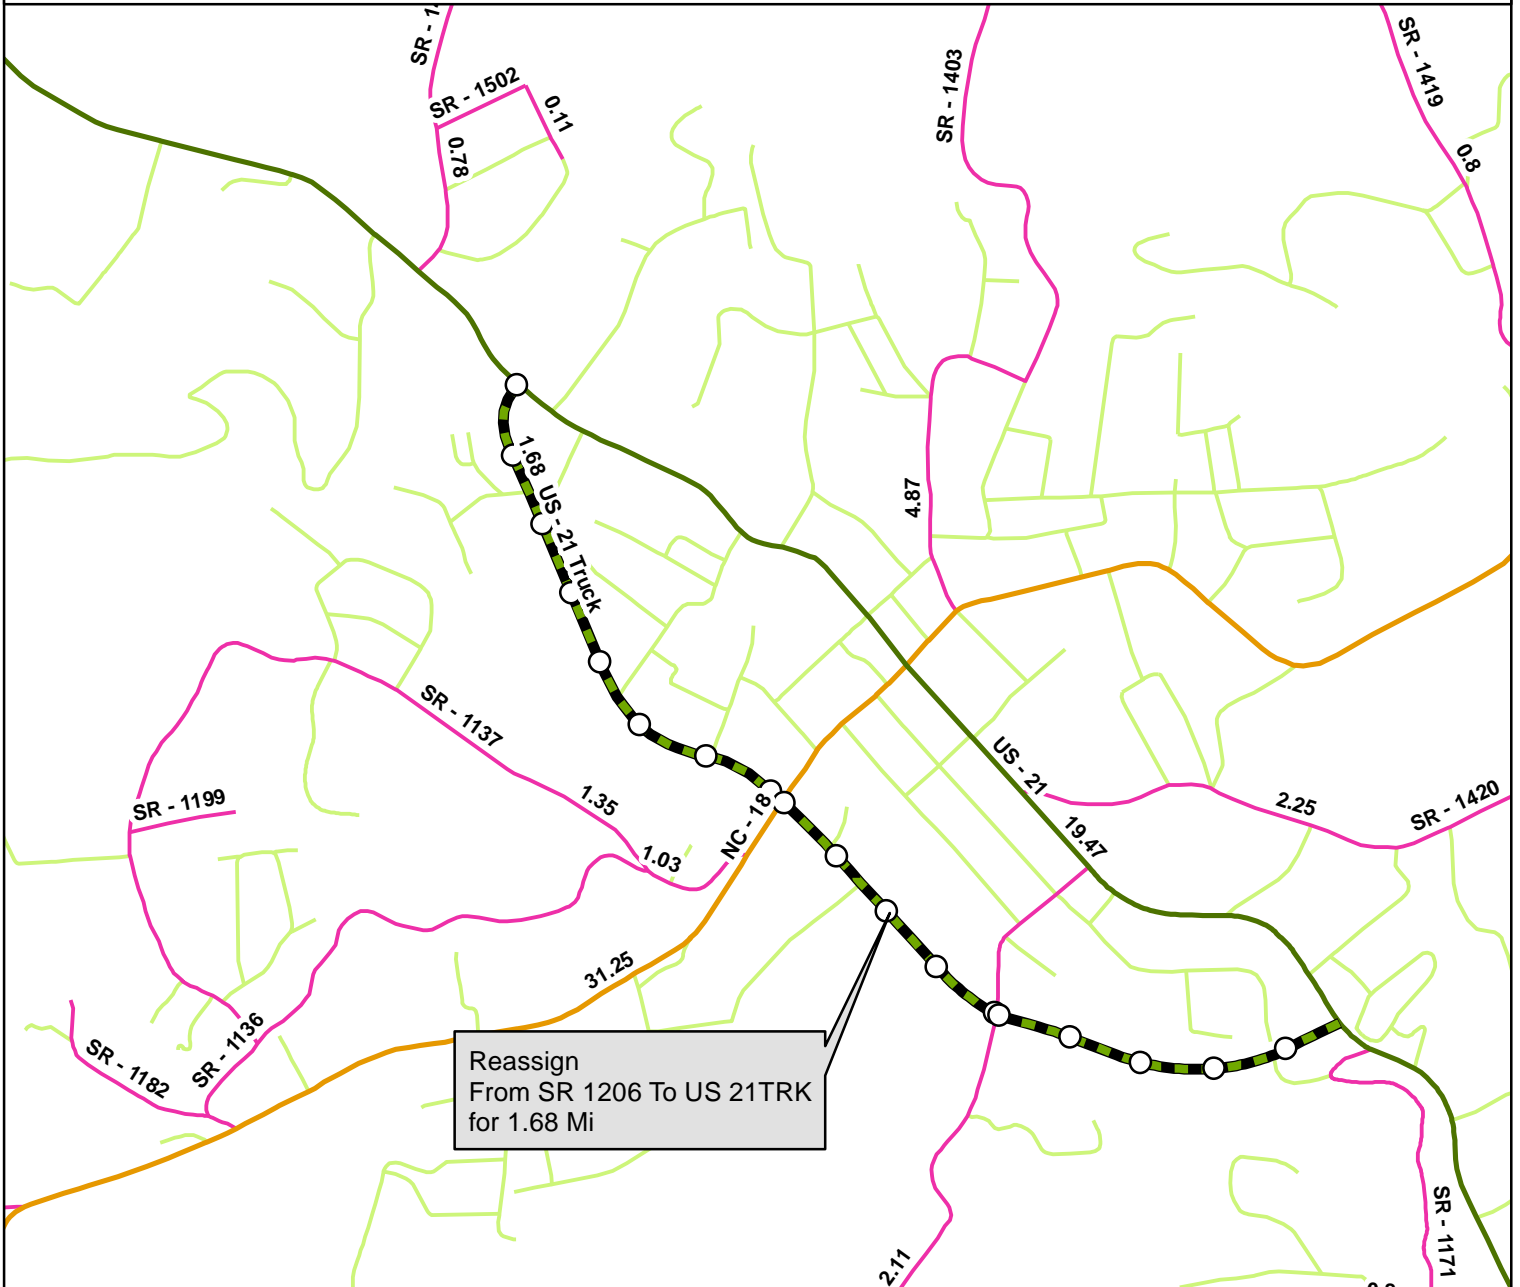 SR - 1
SR - 1502
0.11
0.78
SR - 1403
SR - 1419
0.8
4.87
1.68 US - 21 Truck
SR - 1137
1.35
1.03
SR - 1199
NC - 18
US - 21
19.47
2.25
SR - 1420
31.25
SR - 1136
SR - 1182
Reassign
From SR 1206 To US 21TRK
for 1.68 Mi
2.11
SR - 1171